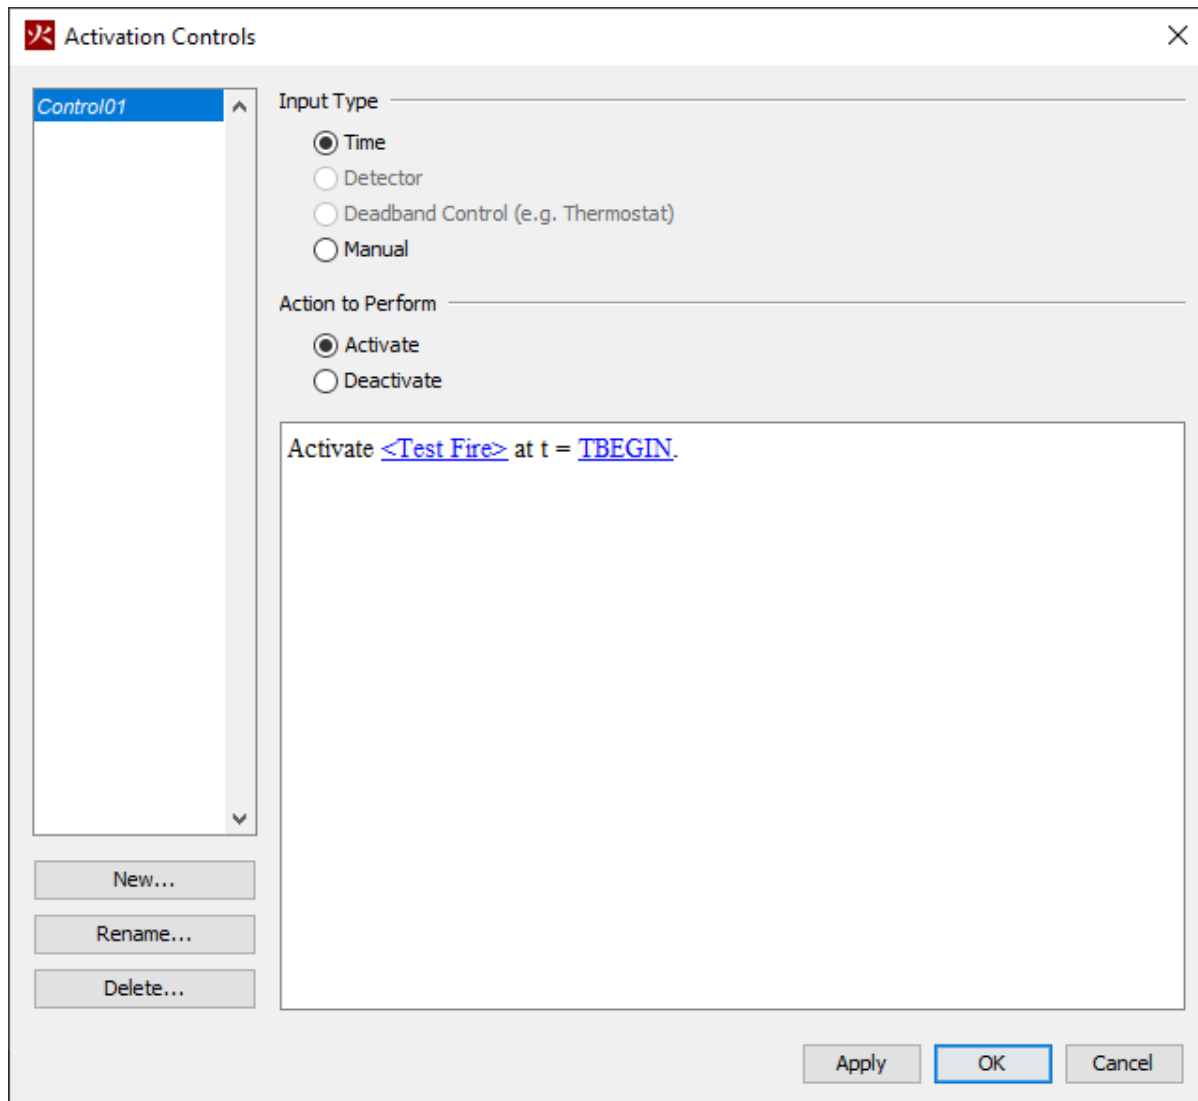 火 Activation Controls
Control01
Input Type
Time
Detector
Deadband Control (e.g. Thermostat)
Manual
Action to Perform
Activate
Deactivate
Activate <Test Fire> at t = TBEGIN.
New...
Rename...
Delete...
Apply
OK
Cancel